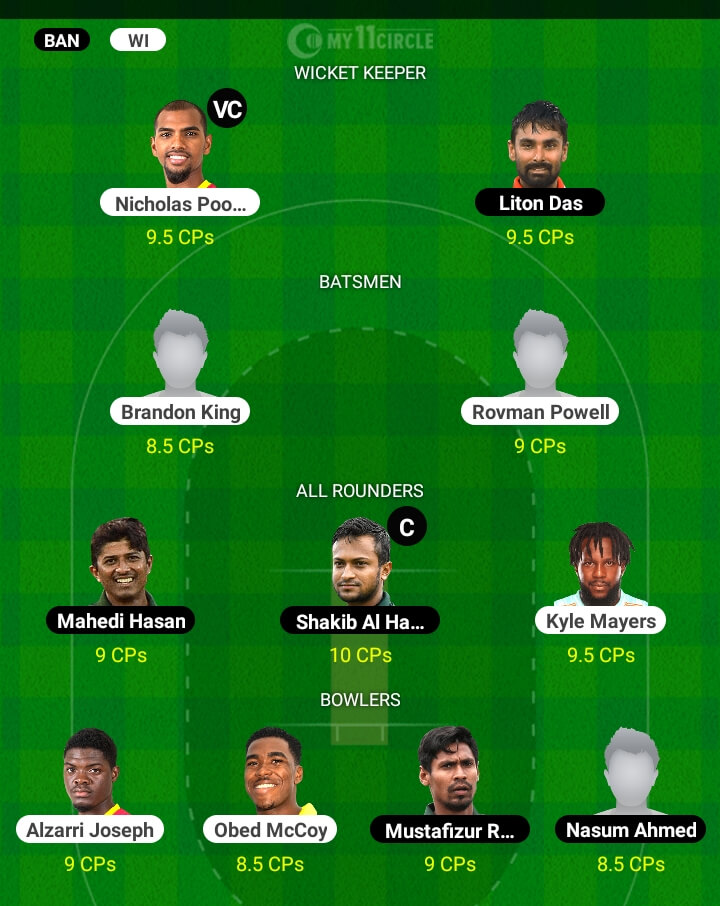 BAN WI
MY11CIRCLE
WICKET KEEPER
VC
Nicholas Poo... Liton Das
9.5 CPs 9.5 CPs
BATSMEN
Brandon King Rovman Powell
8.5 CPs 9 CPs
ALL ROUNDERS
C
Mahedi Hasan Shakib Al Ha... Kyle Mayers
9 CPs 10 CPs 9.5 CPs
BOWLERS
Alzarri Joseph Obed McCoy Mustafizur R... Nasum Ahmed
9 CPs 8.5 CPs 9 CPs 8.5 CPs